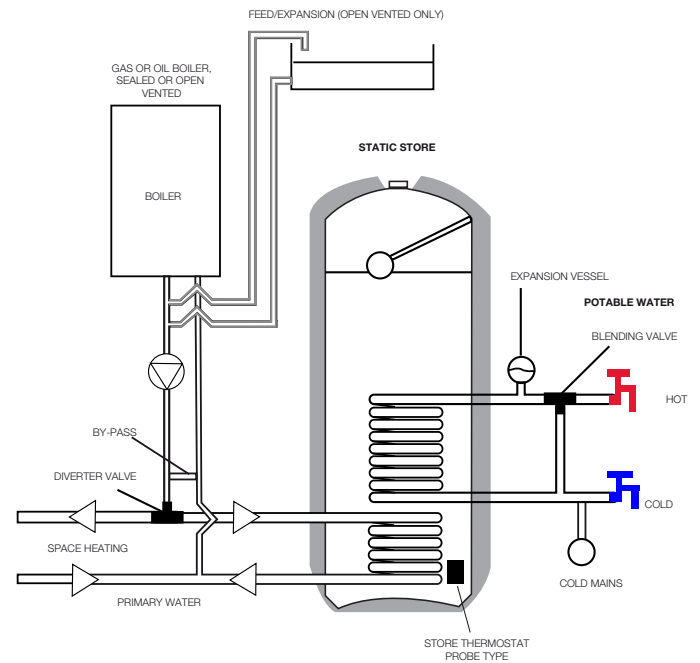 FEED/EXPANSION (OPEN VENTED ONLY)
GAS OR OIL BOILER,
SEALED OR OPEN
VENTED
STATIC STORE
BOILER
EXPANSION VESSEL
POTABLE WATER
BLENDING VALVE
HOT
BY-PASS
DIVERTER VALVE
COLD
SPACE HEATING
COLD MAINS
PRIMARY WATER
STORE THERMOSTAT
PROBE TYPE